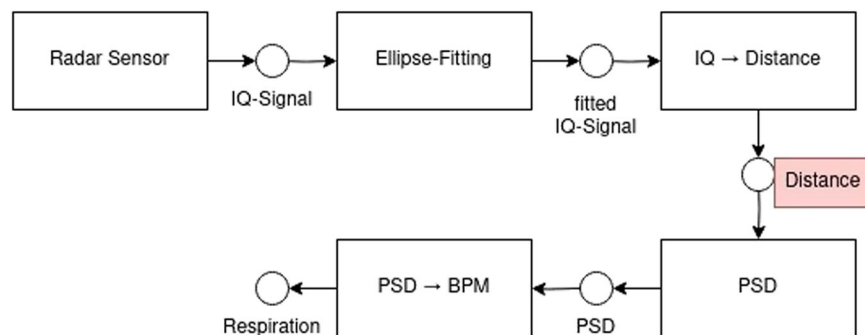 Radar Sensor
Ellipse-Fitting
IQ → Distance
IQ-Signal
fitted
IQ-Signal
Distance
PSD → BPM
PSD
Respiration
PSD